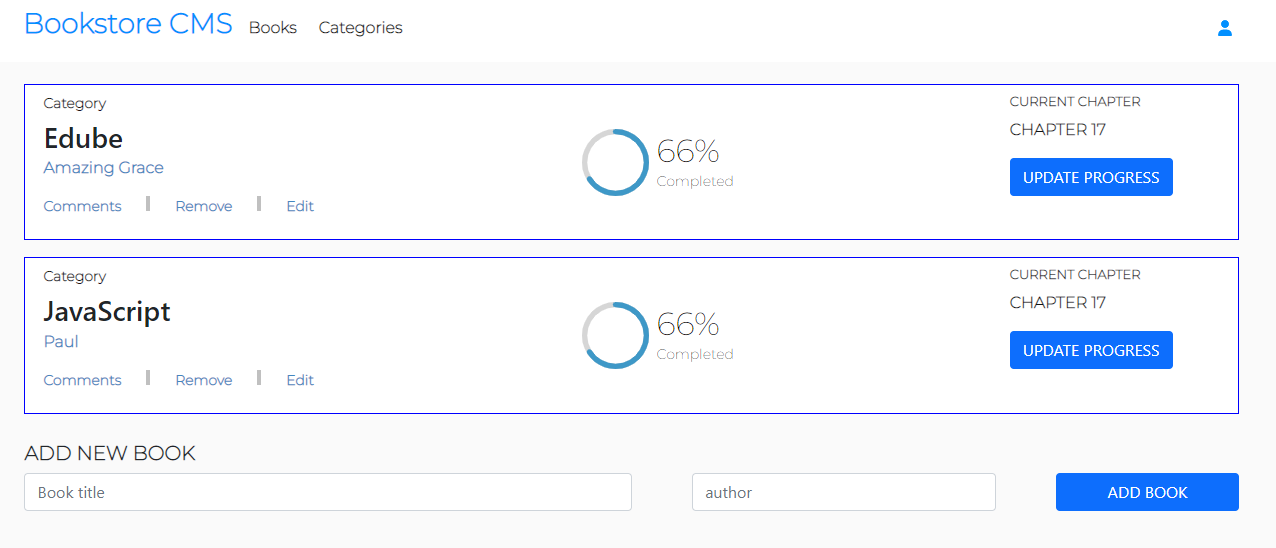 Bookstore CMS Books Categories
Category
Edube
Amazing Grace
Comments Remove Edit
66%
Completed
CURRENT CHAPTER
CHAPTER 17
UPDATE PROGRESS
Category
JavaScript
Paul
Comments Remove Edit
66%
Completed
CURRENT CHAPTER
CHAPTER 17
UPDATE PROGRESS
ADD NEW BOOK
Book title author ADD BOOK